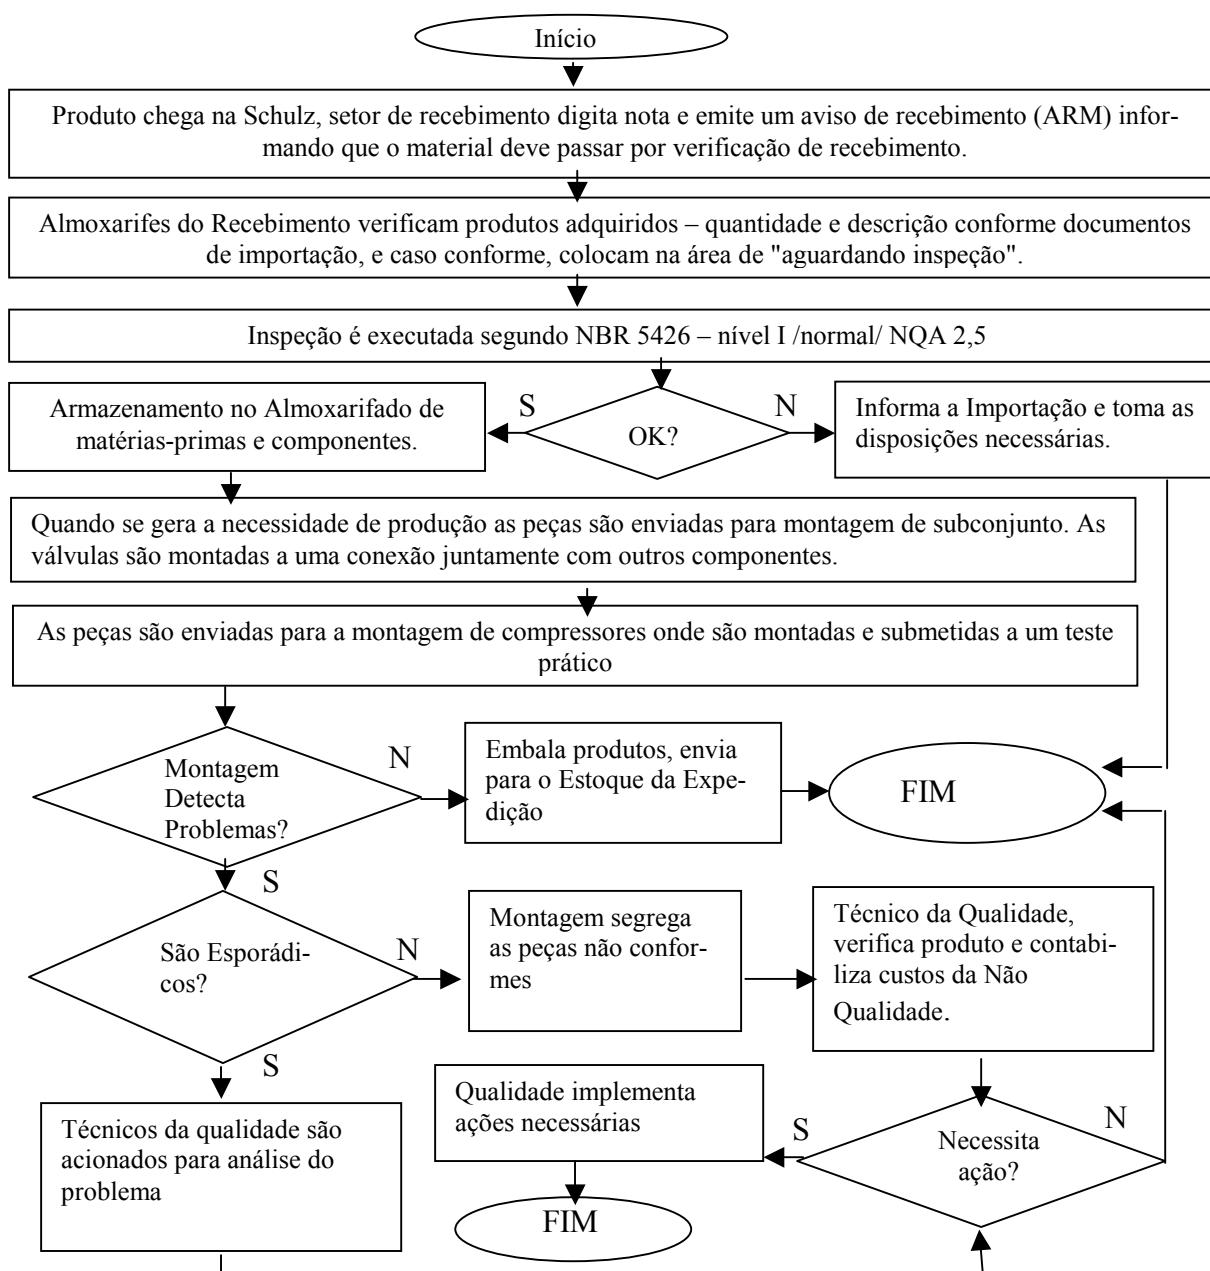 Início
Produto chega na Schulz, setor de recebimento digita nota e emite um aviso de recebimento (ARM) infor-
mando que o material deve passar por verificação de recebimento.
Almoxarifes do Recebimento verificam produtos adquiridos – quantidade e descrição conforme documentos
de importação, e caso conforme, colocam na área de "aguardando inspeção".
Inspeção é executada segundo NBR 5426 – nível I /normal/ NQA 2,5
Armazenamento no Almoxarifado de
matérias-primas e componentes.
S
OK?
N
Informa a Importação e toma as
disposições necessárias.
Quando se gera a necessidade de produção as peças são enviadas para montagem de subconjunto. As
válvulas são montadas a uma conexão juntamente com outros componentes.
As peças são enviadas para a montagem de compressores onde são montadas e submetidas a um teste
prático
Montagem
Detecta
Problemas?
N
Embala produtos, envia
para o Estoque da Expe-
dição
FIM
S
São Esporádi-
cos?
N
Montagem segrega
as peças não confor-
mes
Técnico da Qualidade,
verifica produto e contabi-
liza custos da Não
Qualidade.
S
Técnicos da qualidade são
acionados para análise do
problema
Qualidade implementa
ações necessárias
S
Necessita
ação?
N
FIM